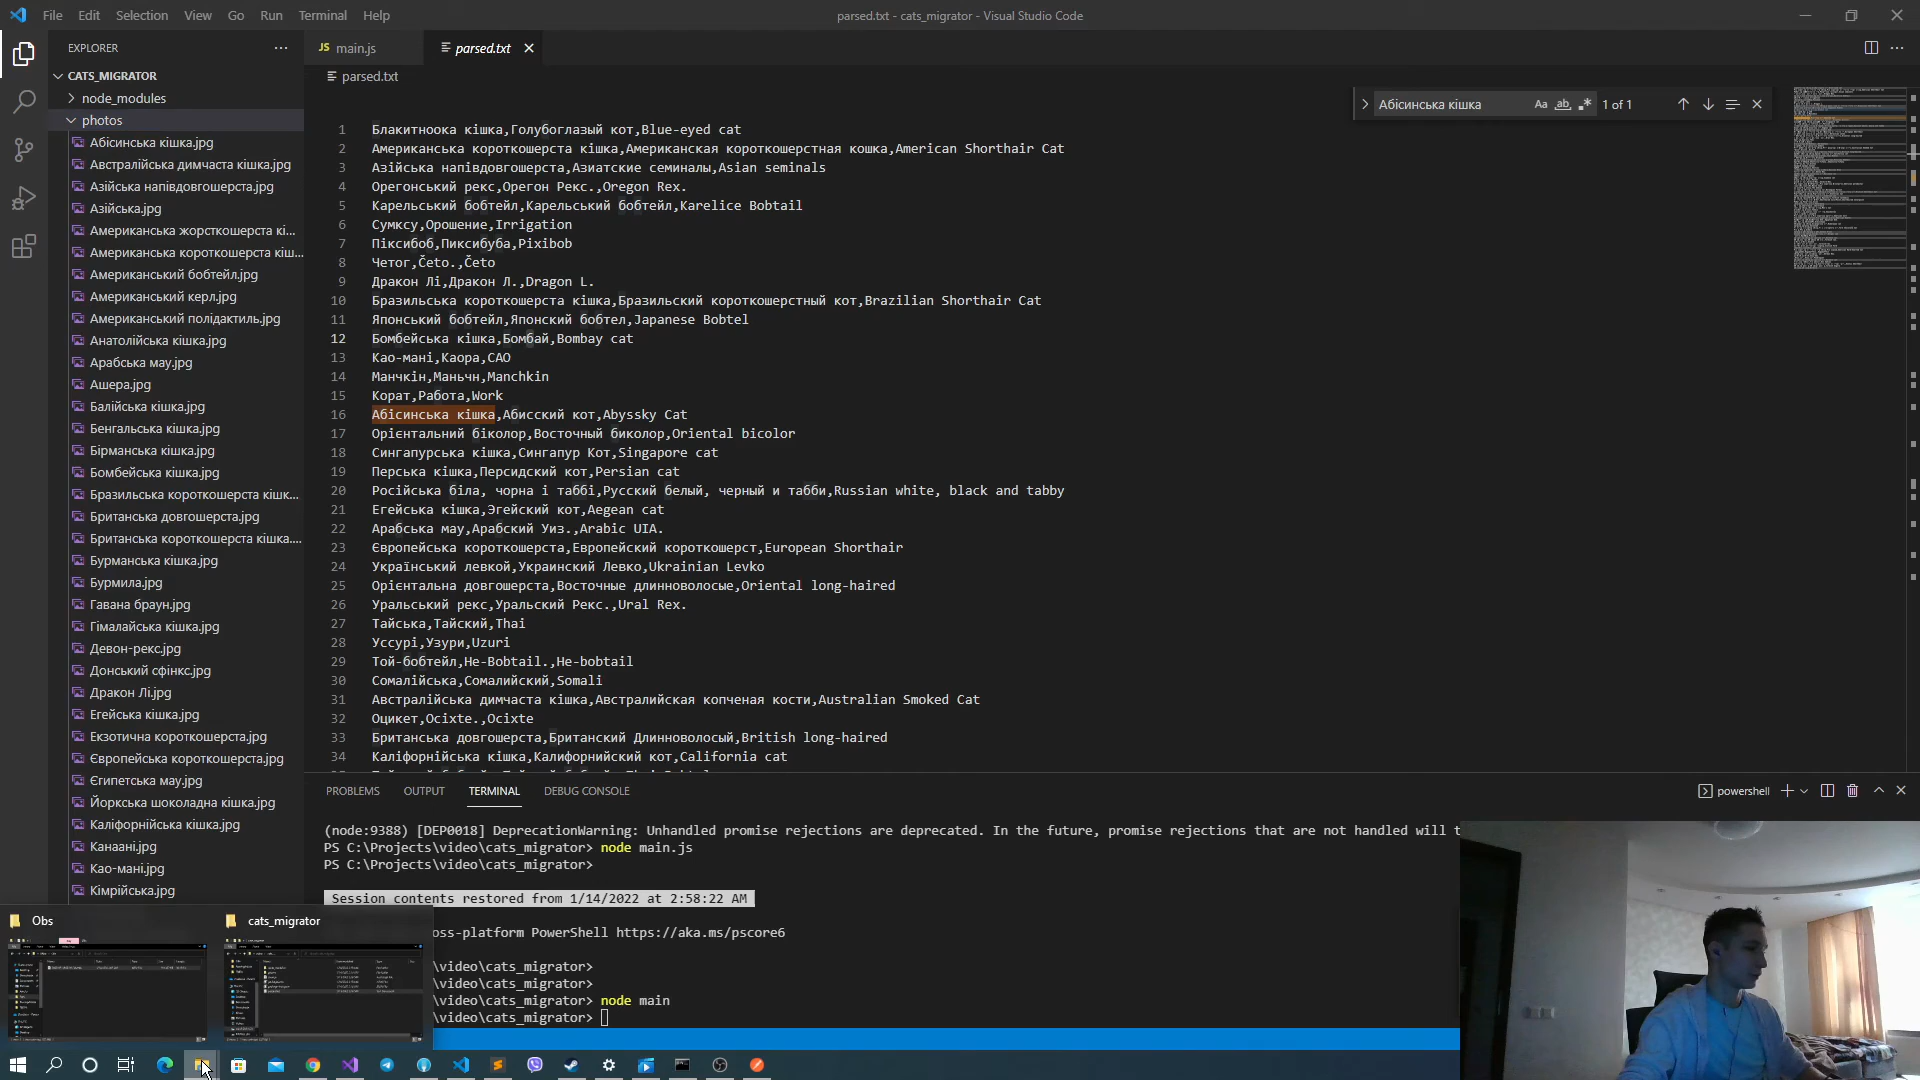 File Edit Selection View Go Run Terminal Help
parsed.txt - cats_migrator - Visual Studio Code
EXPLORER
CATS_MIGRATOR
node_modules
photos
Абісинська кішка.jpg
Австралійська димчаста кішка.jpg
Азійська напівдовгошерста.jpg
Азійська.jpg
Американська жорсткошерста кі...
Американська короткошерста кіш...
Американський бобтейл.jpg
Американський керл.jpg
Американський полідактиль.jpg
Анатолійська кішка.jpg
Арабська мау.jpg
Ашера.jpg
Балійська кішка.jpg
Бенгальська кішка.jpg
Бірманська кішка.jpg
Бомбейська кішка.jpg
Бразильська короткошерста кішк...
Британська довгошерста.jpg
Британська короткошерста кішка....
Бурманська кішка.jpg
Бурмила.jpg
Гавана браун.jpg
Гімалайська кішка.jpg
Девон-рекс.jpg
Донський сфінкс.jpg
Дракон Лі.jpg
Егейська кішка.jpg
Екзотична короткошерста.jpg
Європейська короткошерста.jpg
Єгипетська мау.jpg
Йоркська шоколадна кішка.jpg
Каліфорнійська кішка.jpg
Канаані.jpg
Као-мані.jpg
Кімрійська.jpg
JS main.js
parsed.txt
parsed.txt
Абісинська кішка Aa ab 1 of 1
1 Блакитноока кішка,Голубоглазый кот,Blue-eyed cat
2 Американська короткошерста кішка,Американская короткошерстная кошка,American Shorthair Cat
3 Азійська напівдовгошерста,Азиатские семиналы,Asian seminals
4 Орегонський рекс,Орегон Рекс.,Oregon Rex.
5 Карельський бобтейл,Карельський бобтейл,Karelice Bobtail
6 Сумксу,Орошение,Irrigation
7 Піксибоб,Пиксибуба,Pixibob
8 Четог,Četo.,Četo
9 Дракон Лі,Дракон Л.,Dragon L.
10 Бразильська короткошерста кішка,Бразильский короткошерстный кот,Brazilian Shorthair Cat
11 Японський бобтейл,Японский бобтел,Japanese Bobtel
12 Бомбейська кішка,Бомбай,Bombay cat
13 Као-мані,Каора,CAO
14 Манчкін,Маньчн,Manchkin
15 Корат,Работа,Work
16 Абісинська кішка,Абисский кот,Abyssky Cat
17 Орієнтальний біколор,Восточный биколор,Oriental bicolor
18 Сингапурська кішка,Сингапур Кот,Singapore cat
19 Перська кішка,Персидский кот,Persian cat
20 Російська біла, чорна і таббі,Русский белый, черный и табби,Russian white, black and tabby
21 Егейська кішка,Эгейский кот,Aegean cat
22 Арабська мау,Арабский Уиз.,Arabic UIA.
23 Європейська короткошерста,Европейский короткошерст,European Shorthair
24 Український левкой,Украинский Левко,Ukrainian Levko
25 Орієнтальна довгошерста,Восточные длинноволосые,Oriental long-haired
26 Уральський рекс,Уральский Рекс.,Ural Rex.
27 Тайська,Тайский,Thai
28 Уссурі,Узури,Uzuri
29 Той-бобтейл,Не-Bobtail.,He-bobtail
30 Сомалійська,Сомалийский,Somali
31 Австралійська димчаста кішка,Австралийская копченая кости,Australian Smoked Cat
32 Оцикет,Ocixte.,Ocixte
33 Британська довгошерста,Британский Длинноволосый,British long-haired
34 Каліфорнійська кішка,Калифорнийский кот,California cat
PROBLEMS OUTPUT TERMINAL DEBUG CONSOLE
powershell
(node:9388) [DEP0018] DeprecationWarning: Unhandled promise rejections are deprecated. In the future, promise rejections that are not handled will t
PS C:\Projects\video\cats_migrator> node main.js
PS C:\Projects\video\cats_migrator>
Session contents restored from 1/14/2022 at 2:58:22 AM
oss-platform PowerShell https://aka.ms/pscore6
\video\cats_migrator>
\video\cats_migrator>
\video\cats_migrator> node main
\video\cats_migrator>
Obs
cats_migrator